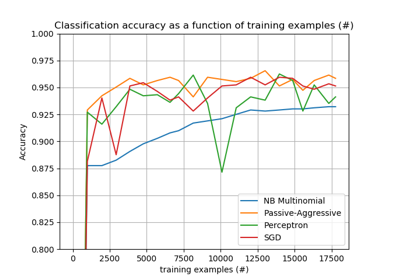 Classification accuracy as a function of training examples (#)
1.000
0.975
0.950
0.925
0.900
0.875
0.850
0.825
0.800
Accuracy
NB Multinomial
Passive-Aggressive
Perceptron
SGD
0 2500 5000 7500 10000 12500 15000 17500
training examples (#)